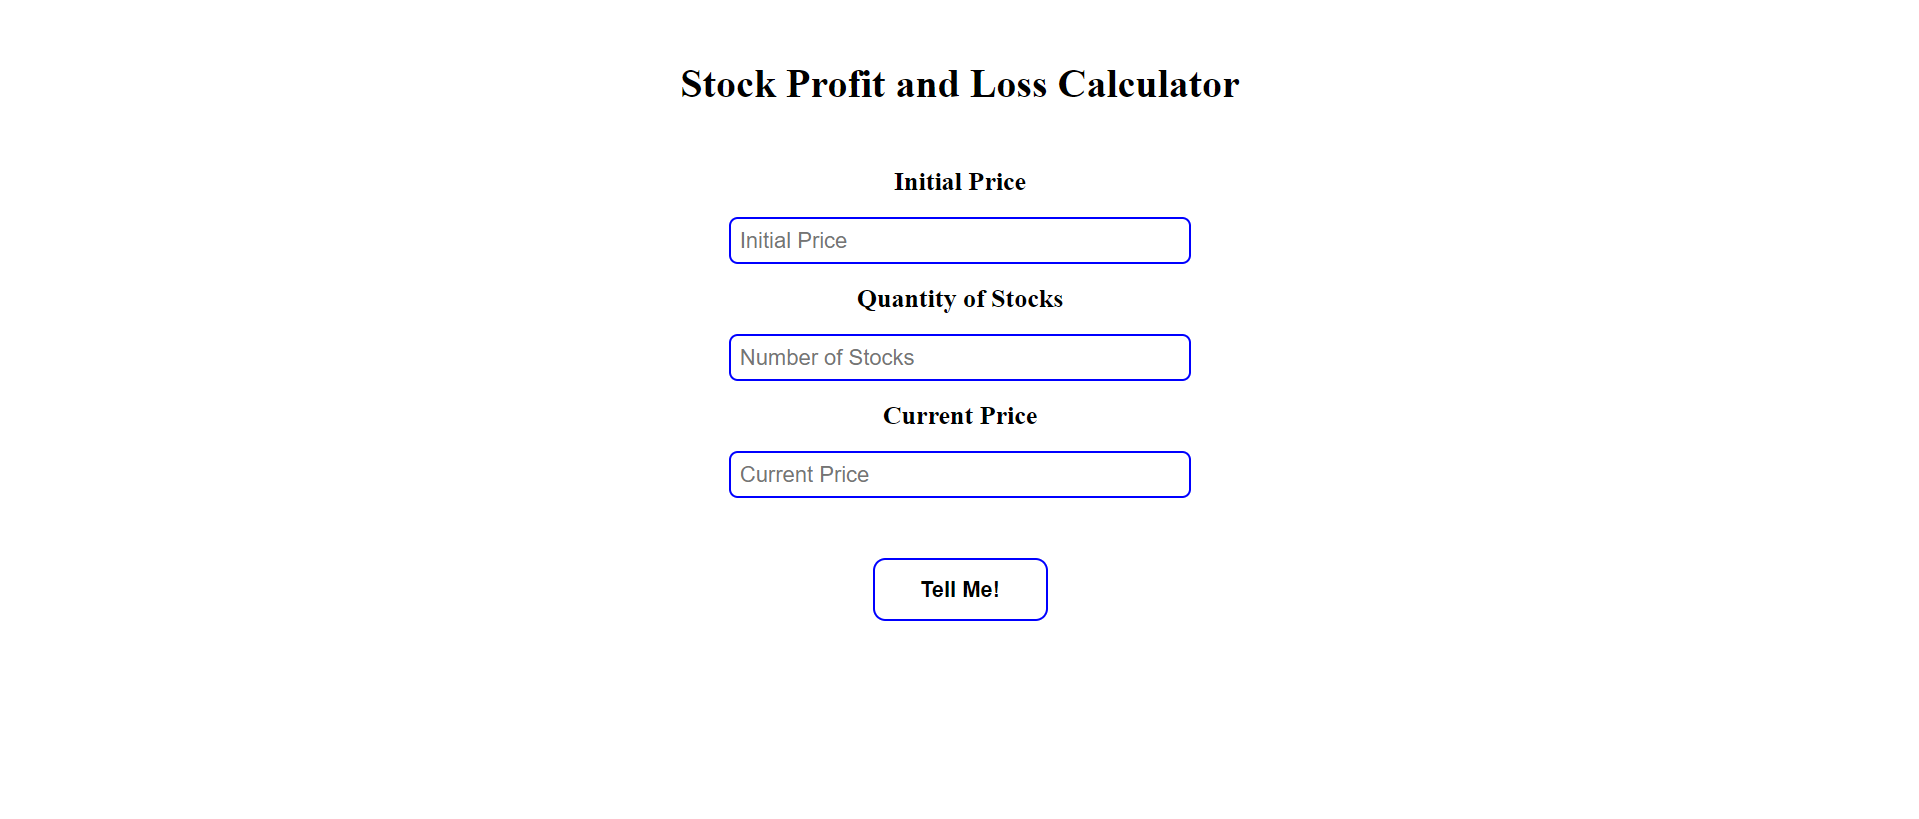 Stock Profit and Loss Calculator
Initial Price
Initial Price
Quantity of Stocks
Number of Stocks
Current Price
Current Price
Tell Me!